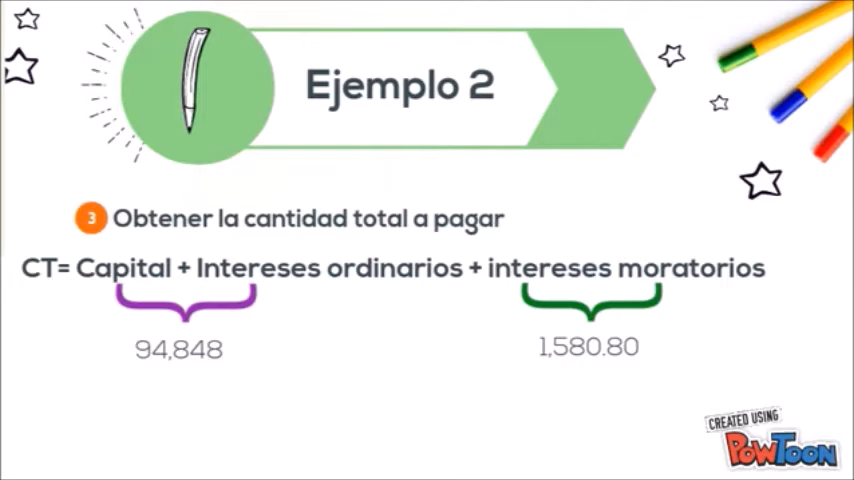 Ejemplo 2
3 Obtener la cantidad total a pagar
CT= Capital + Intereses ordinarios + intereses moratorios
94,848 1,580.80
CREATED USING
POWTOON